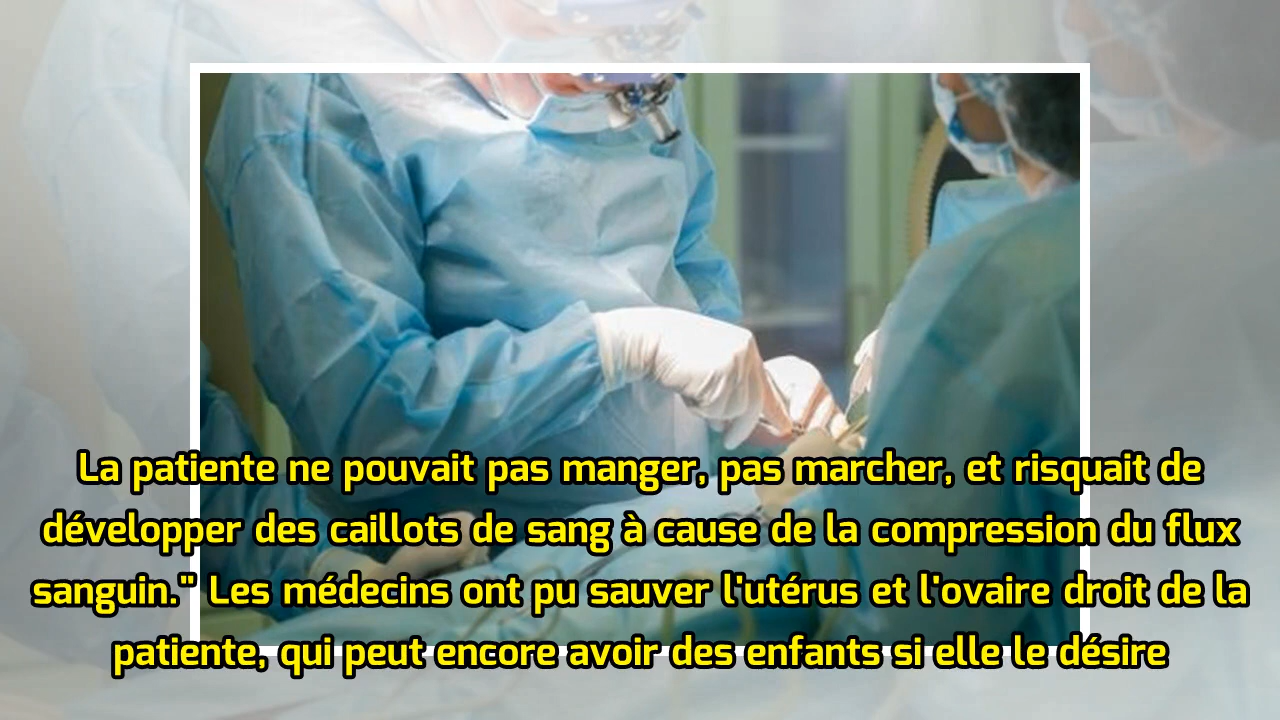 La patiente ne pouvait pas manger, pas marcher, et risquait de
développer des caillots de sang à cause de la compression du flux
sanguin." Les médecins ont pu sauver l'utérus et l'ovaire droit de la
patiente, qui peut encore avoir des enfants si elle le désire